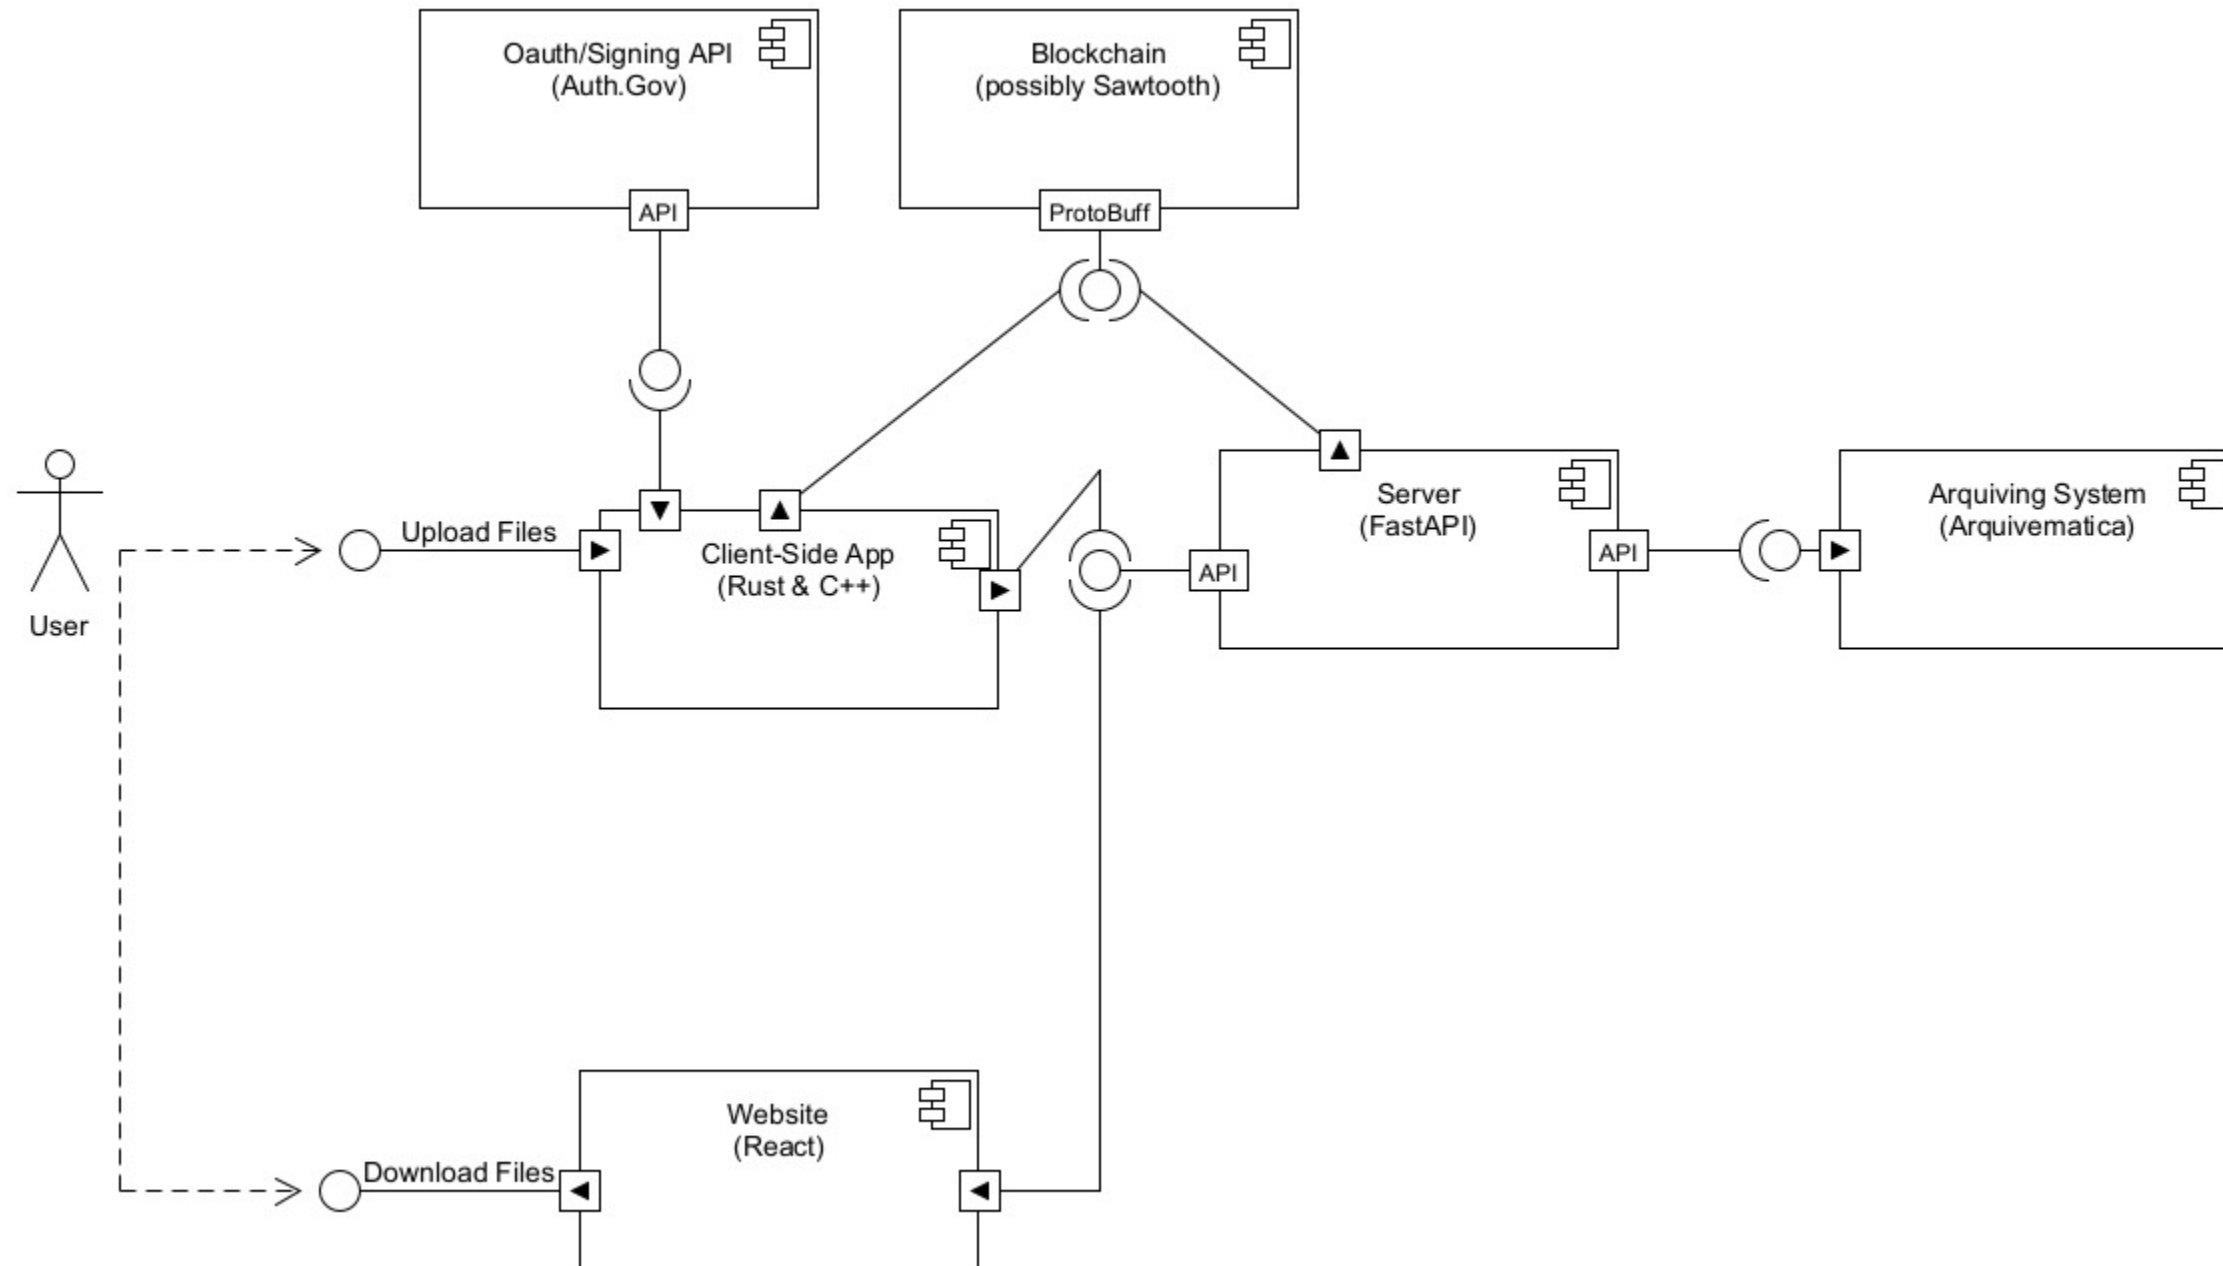 Oauth/Signing API
(Auth.Gov)
API
Blockchain
(possibly Sawtooth)
ProtoBuff
User
Upload Files
Client-Side App
(Rust & C++)
API
Server
(FastAPI)
API
Arquiving System
(Arquivematica)
Website
(React)
Download Files